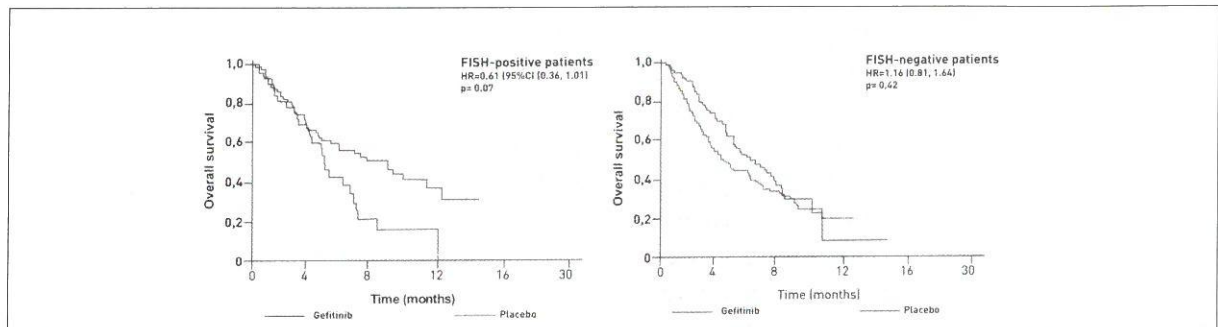 FISH-positive patients
HR=0.61 (95%CI (0.36, 1.01)
p= 0.07
1,0
0,8
0,6
0,4
0,2
0
Overall survival
0 4 8 12 16 30
Time (months)
Gefitinib Placebo
FISH-negative patients
HR=1.16 (0.81, 1.64)
p= 0,42
1,0
0,8
0,6
0,4
0,2
0,0
Overall survival
0 4 8 12 16 30
Time (months)
Gefitinib Placebo